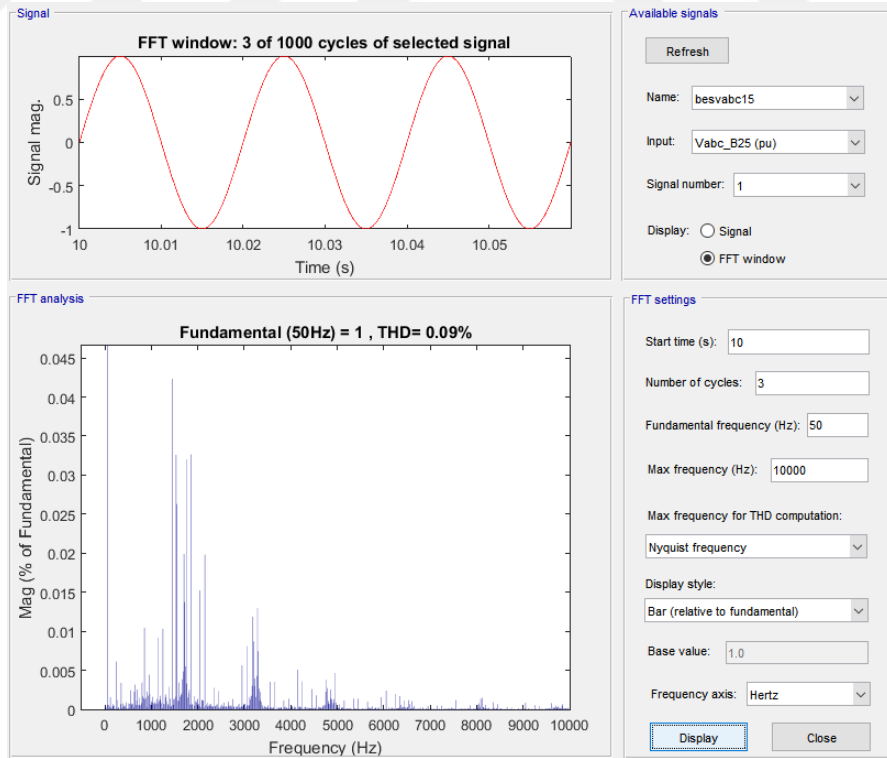 Signal
FFT window: 3 of 1000 cycles of selected signal
Signal mag.
0.5
0
-0.5
-1
10
10.01
10.02
10.03
10.04
10.05
Time (s)
Available signals
Refresh
Name:
besvabc15
Input:
Vabc_B25 (pu)
Signal number:
1
Display:
Signal
FFT window
FFT analysis
Fundamental (50Hz) = 1 , THD= 0.09%
Mag (% of Fundamental)
0.045
0.04
0.035
0.03
0.025
0.02
0.015
0.01
0.005
0
0
1000
2000
3000
4000
5000
6000
7000
8000
9000
10000
Frequency (Hz)
FFT settings
Start time (s):
10
Number of cycles:
3
Fundamental frequency (Hz):
50
Max frequency (Hz):
10000
Max frequency for THD computation:
Nyquist frequency
Display style:
Bar (relative to fundamental)
Base value:
1.0
Frequency axis:
Hertz
Display
Close